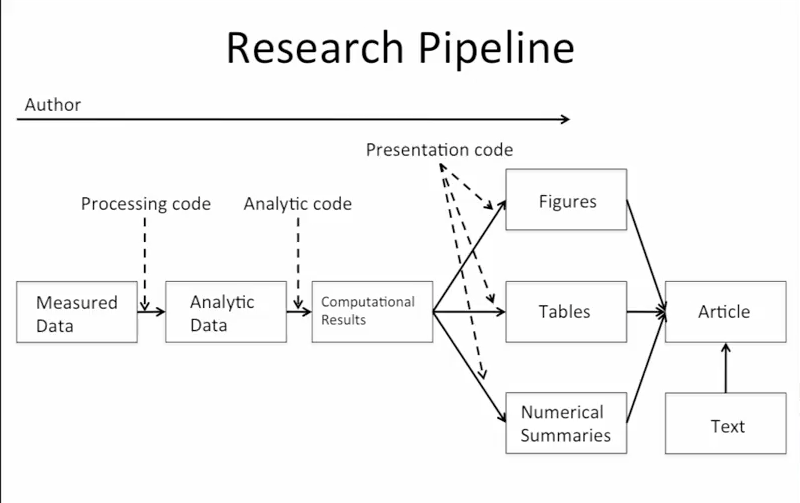 Research Pipeline
Author
Presentation code
Processing code
Analytic code
Figures
Measured
Data
Analytic
Data
Computational
Results
Tables
Article
Numerical
Summaries
Text